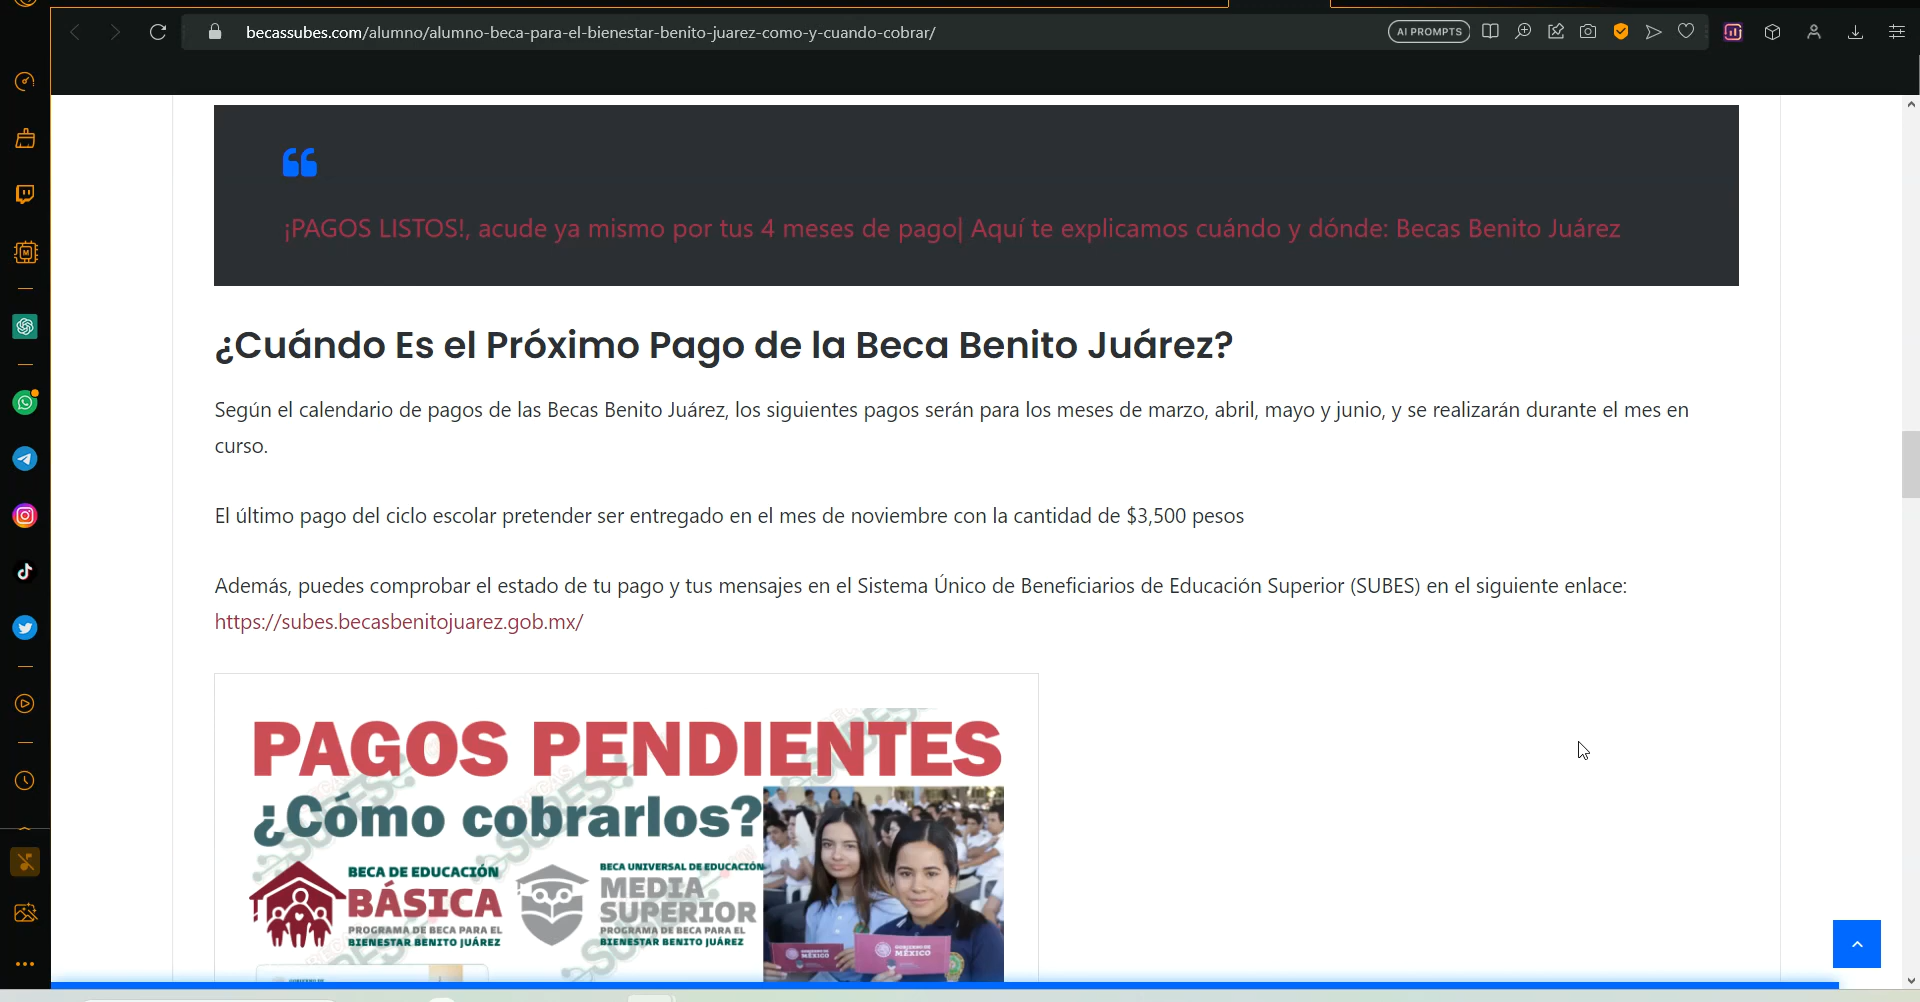 becassubes.com/alumno/alumno-beca-para-el-bienestar-benito-juarez-como-y-cuando-cobrar/
AI PROMPTS
¡PAGOS LISTOS!, acude ya mismo por tus 4 meses de pago| Aquí te explicamos cuándo y dónde: Becas Benito Juárez
¿Cuándo Es el Próximo Pago de la Beca Benito Juárez?
Según el calendario de pagos de las Becas Benito Juárez, los siguientes pagos serán para los meses de marzo, abril, mayo y junio, y se realizarán durante el mes en
curso.
El último pago del ciclo escolar pretender ser entregado en el mes de noviembre con la cantidad de $3,500 pesos
Además, puedes comprobar el estado de tu pago y tus mensajes en el Sistema Único de Beneficiarios de Educación Superior (SUBES) en el siguiente enlace:
https://subes.becasbenitojuarez.gob.mx/
PAGOS PENDIENTES
¿Cómo cobrarlos?
BECA DE EDUCACIÓN
BÁSICA
PROGRAMA DE BECA PARA EL
BIENESTAR BENITO JUÁREZ
BECA UNIVERSAL DE EDUCACIÓN
MEDIA
SUPERIOR
PROGRAMA DE BECA PARA EL
BIENESTAR BENITO JUÁREZ
GOBIERNO DE
MÉXICO
GOBIERNO DE
MÉXICO